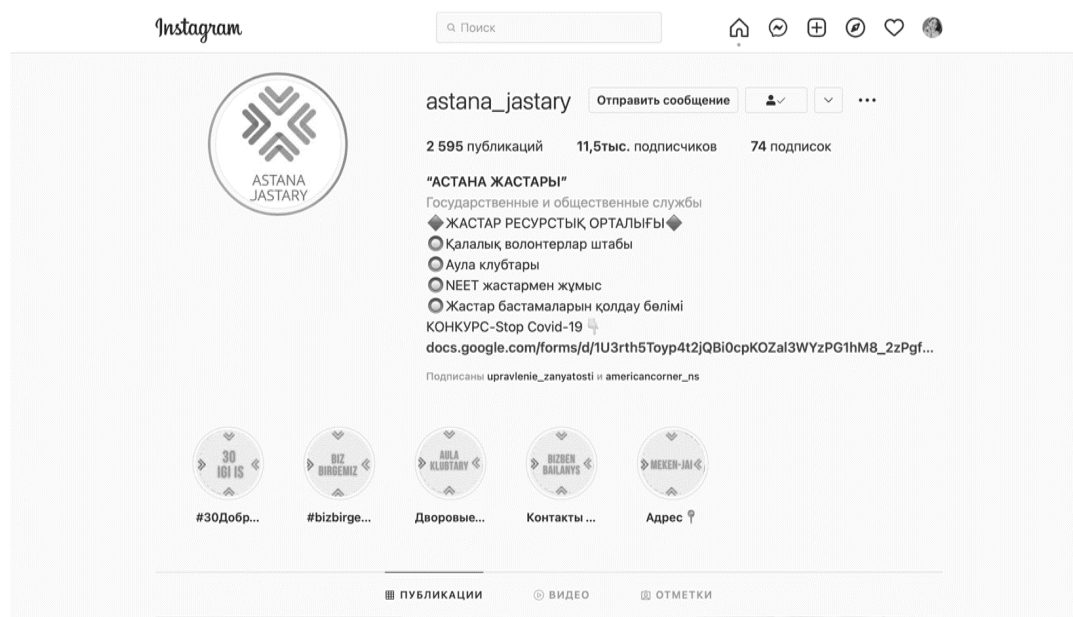 Instagram
Поиск
ASTANA
JASTARY
astana_jastary
Отправить сообщение
2 595 публикаций 11,5тыс. подписчиков 74 подписок
“АСТАНА ЖАСТАРЫ”
Государственные и общественные службы
ЖАСТАР РЕСУРСТЫҚ ОРТАЛЫҒЫ
Қалалық волонтерлар штабы
Аула клубтары
NEET жастармен жұмыс
Жастар бастамаларын қолдау бөлімі
КОНКУРС-Stop Covid-19
docs.google.com/forms/d/1U3rth5Toyp4t2jQBi0cpKOZal3WYzPG1hM8_2zPgf...
Подписаны upravlenie_zanyatosti и americancorner_ns
30
IGI IS
BIZ
BIRGEMIZ
AULA
KLUBTARY
BIZBEN
BAILANYS
MEKEN-JAI
#30Добр... #bizbirge... Дворовые... Контакты ... Адрес
ПУБЛИКАЦИИ ВИДЕО ОТМЕТКИ